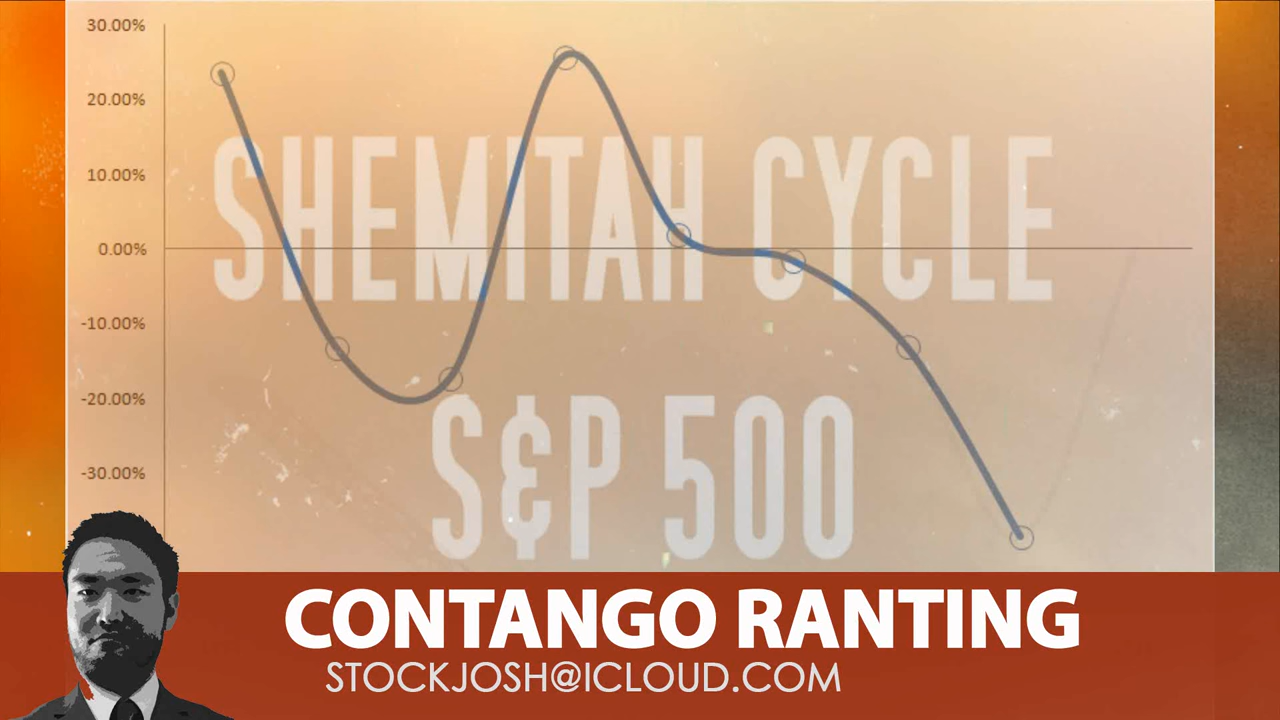 30.00%
20.00%
10.00%
0.00%
-10.00%
-20.00%
-30.00%
SHEMITAH CYCLE
S&P 500
CONTANGO RANTING
STOCKJOSH@ICLOUD.COM